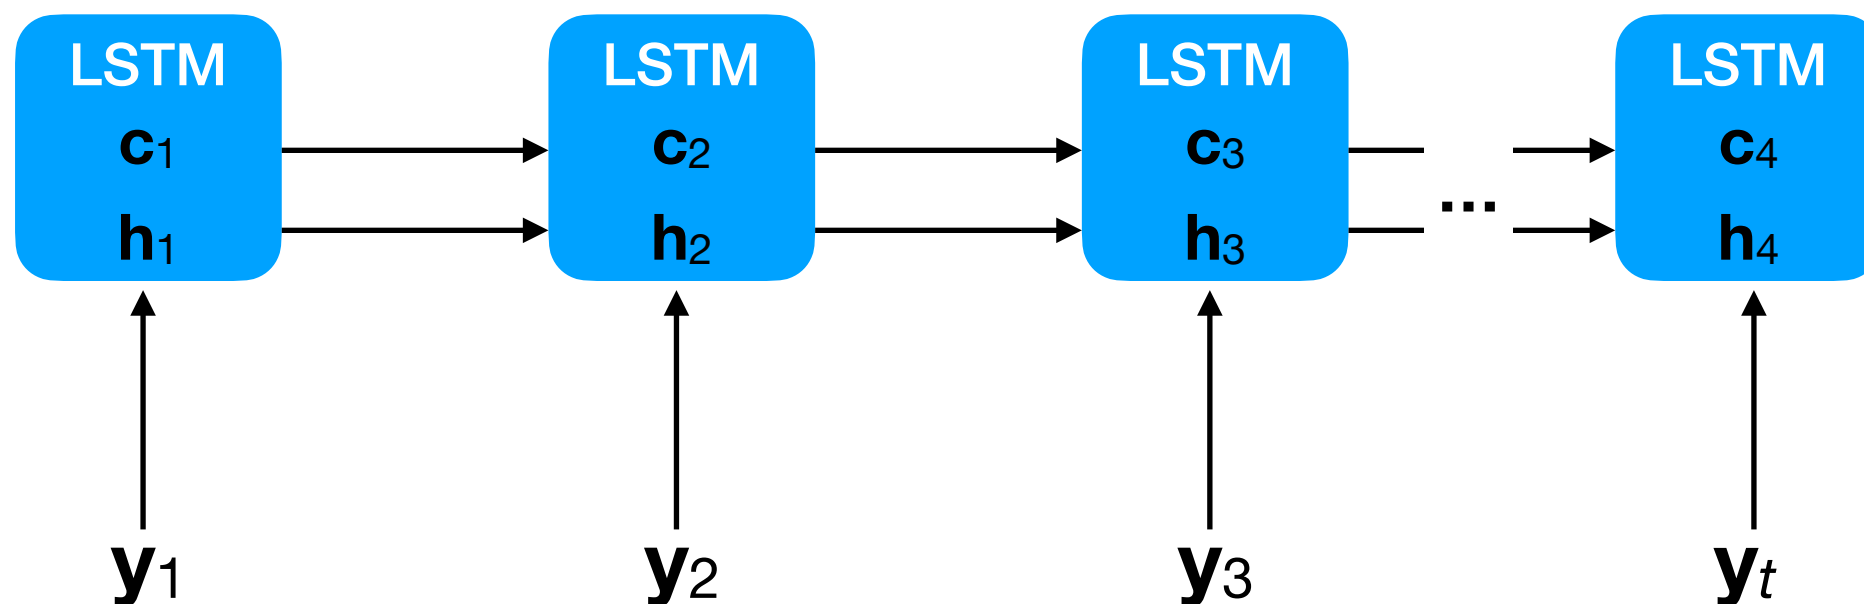 LSTM LSTM LSTM LSTM
c1 c2 c3 c4
...
h1 h2 h3 h4
y1 y2 y3 yt